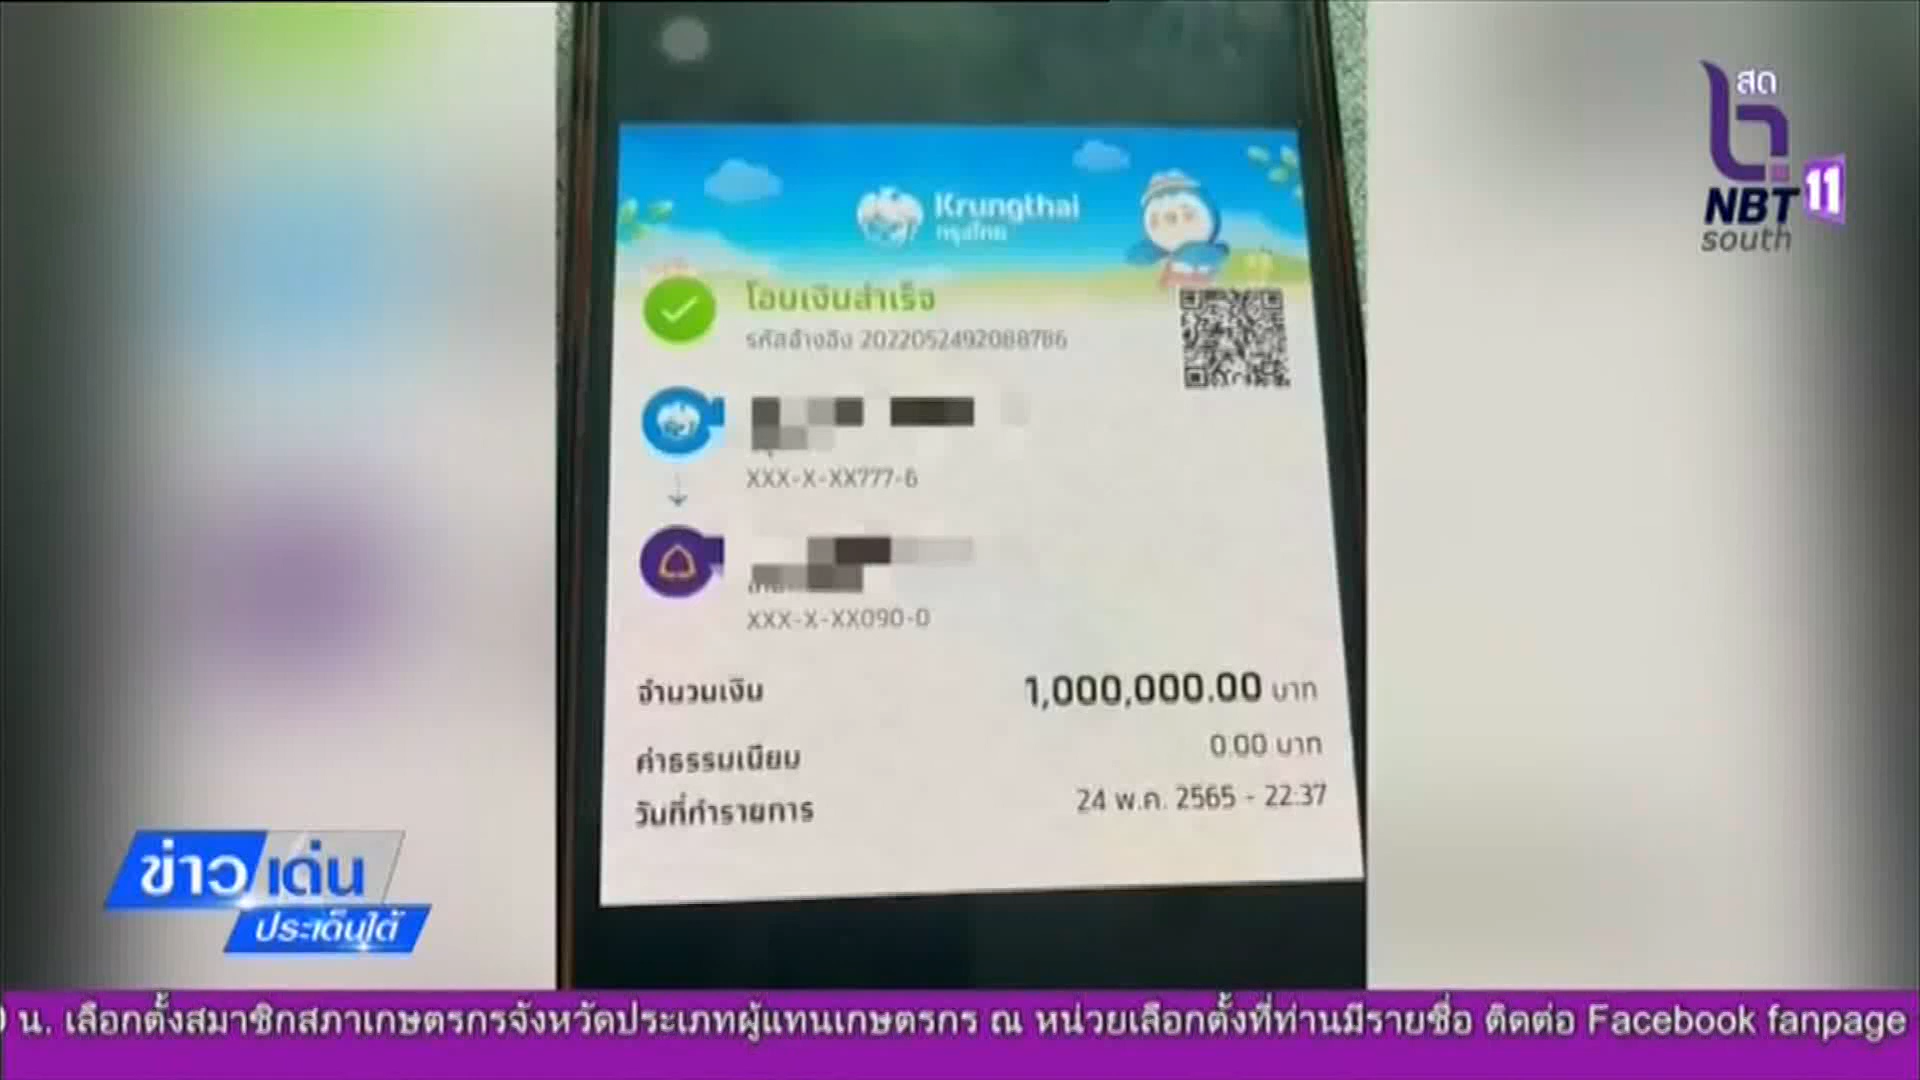 สด
NBT 11
south
Krungthai
กรุงไทย
โอนเงินสำเร็จ
รหัสอ้างอิง 2022052492088786
XXX-X-XX777-6
XXX-X-XX090-0
จำนวนเงิน 1,000,000.00 บาท
ค่าธรรมเนียม 0.00 บาท
วันที่ทำรายการ 24 พ.ค. 2565 - 22:37
ข่าวเด่น
ประเด็นใต้
น. เลือกตั้งสมาชิกสภาเกษตรกรจังหวัดประเภทผู้แทนเกษตรกร ณ หน่วยเลือกตั้งที่ท่านมีรายชื่อ ติดต่อ Facebook fanpage